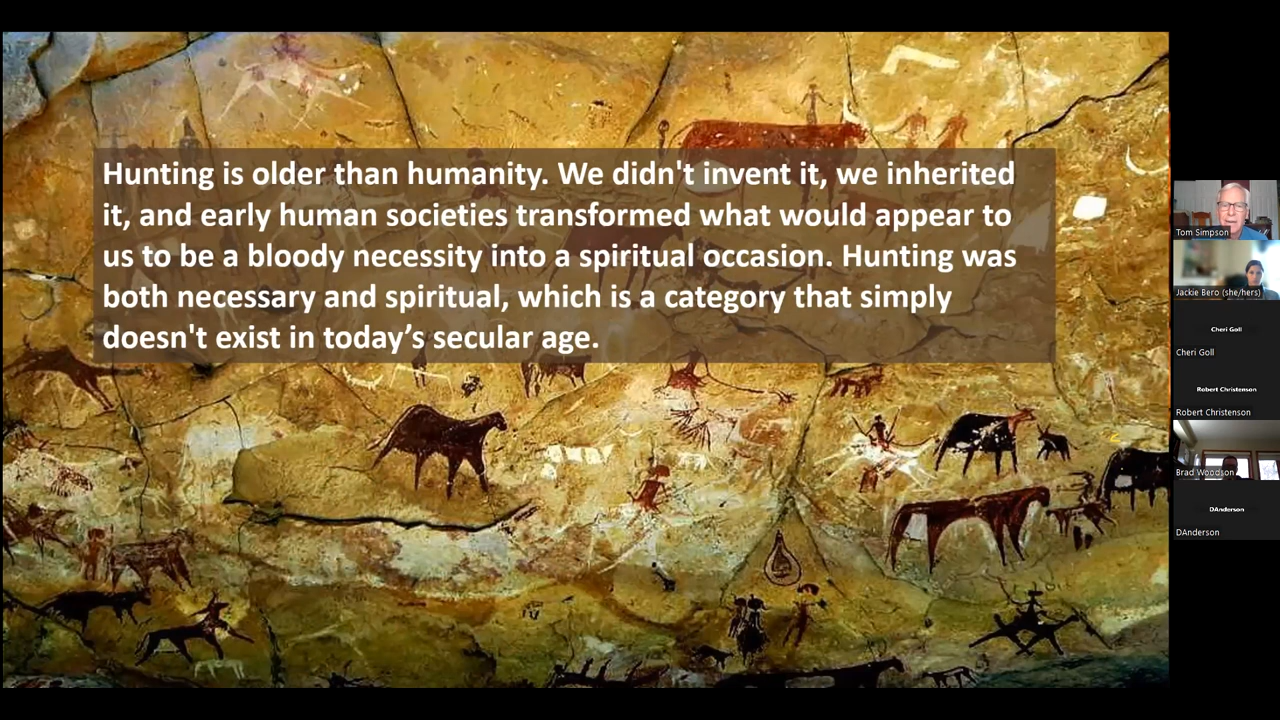 Hunting is older than humanity. We didn't invent it, we inherited
it, and early human societies transformed what would appear to
us to be a bloody necessity into a spiritual occasion. Hunting was
both necessary and spiritual, which is a category that simply
doesn't exist in today’s secular age.
Tom Simpson
Jackie Bero (she/hers)
Cheri Goll
Cheri Goll
Robert Christenson
Robert Christenson
Brad Woodson
DAnderson
DAnderson